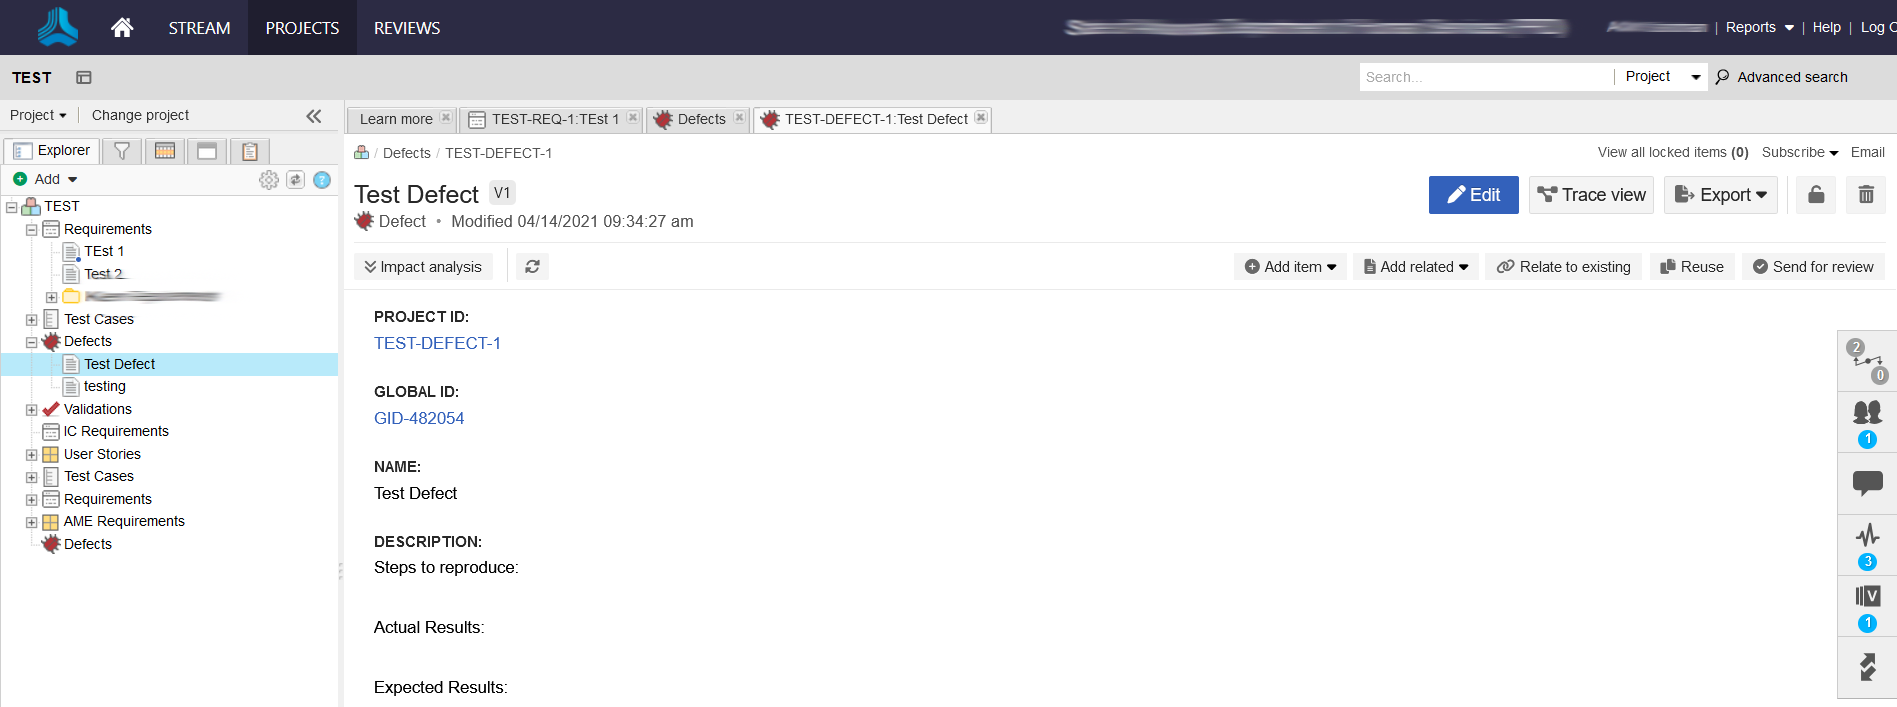 STREAM PROJECTS REVIEWS | Reports | Help | Log
TEST Search... Project Advanced search
Project Change project
Learn more TEST-REQ-1:TEst 1 Defects TEST-DEFECT-1:Test Defect
Explorer
Add
TEST
Requirements
TEst 1
Test 2
Test Cases
Defects
Test Defect
testing
Validations
IC Requirements
User Stories
Test Cases
Requirements
AME Requirements
Defects
/ Defects / TEST-DEFECT-1
View all locked items (0) Subscribe Email
Test Defect V1
Edit Trace view Export
Defect • Modified 04/14/2021 09:34:27 am
Impact analysis
Add item Add related Relate to existing Reuse Send for review
PROJECT ID:
TEST-DEFECT-1
GLOBAL ID:
GID-482054
NAME:
Test Defect
DESCRIPTION:
Steps to reproduce:
Actual Results:
Expected Results:
2
0
1
3
V
1